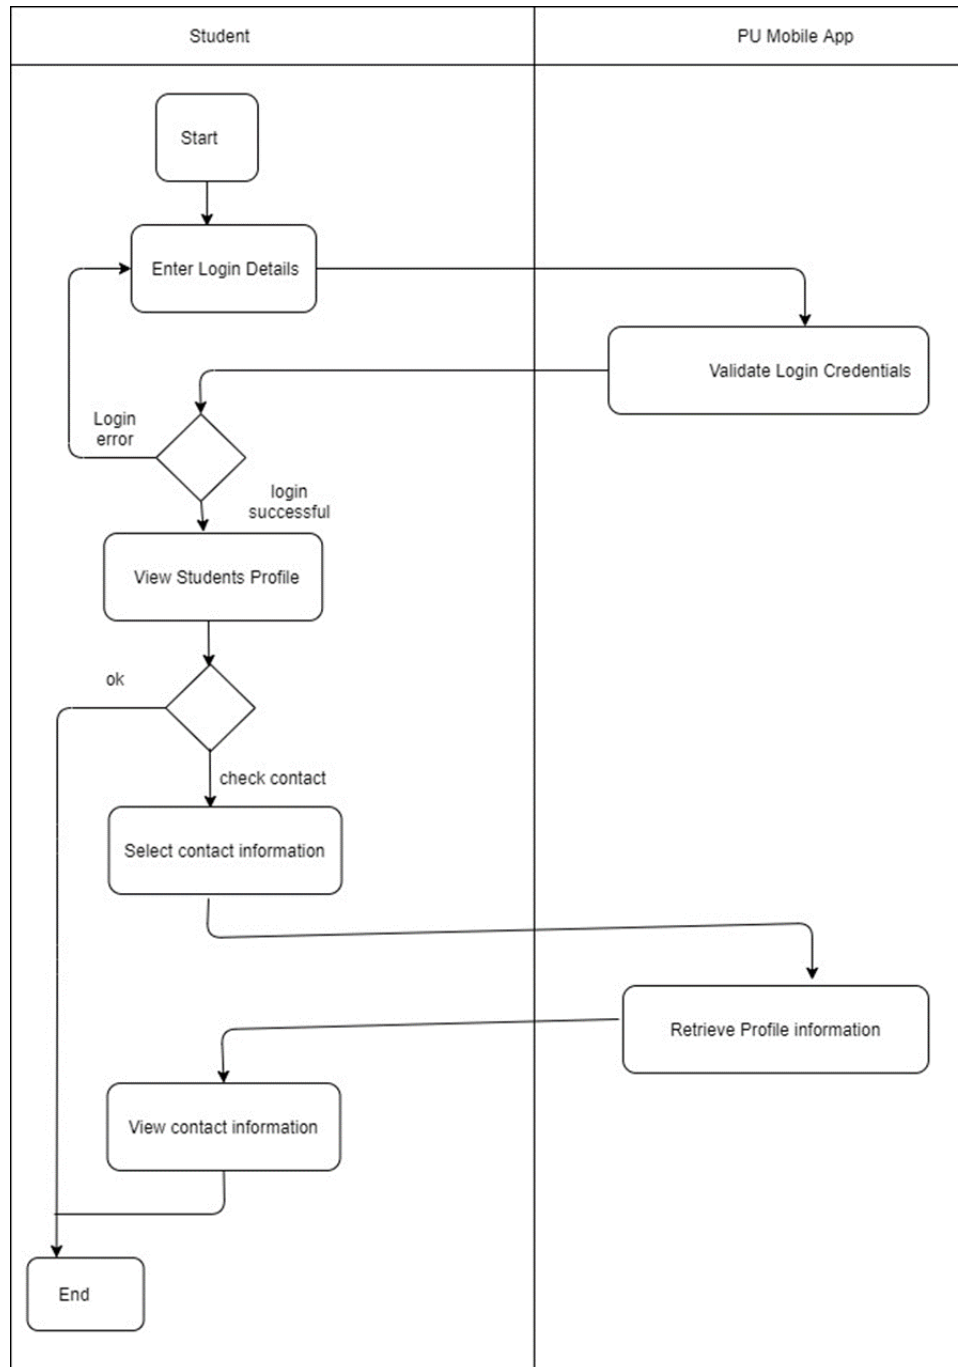 Student
PU Mobile App
Start
Enter Login Details
Validate Login Credentials
Login
error
login
successful
View Students Profile
ok
check contact
Select contact information
Retrieve Profile information
View contact information
End